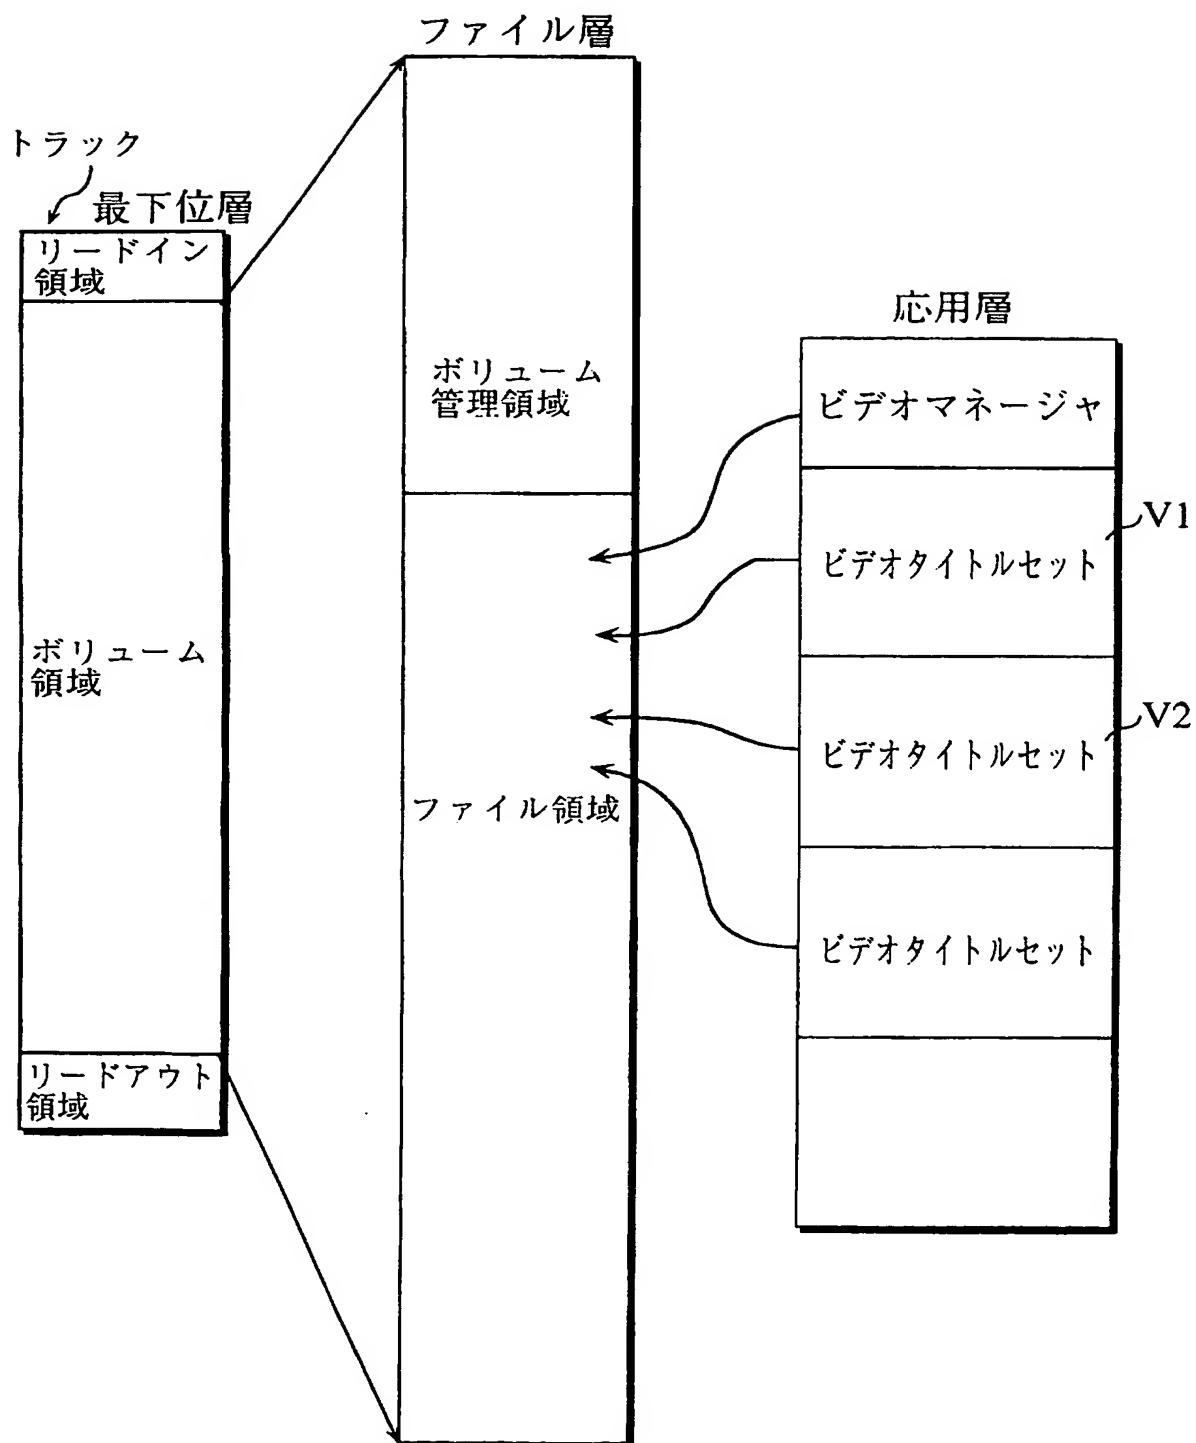 ファイル層
トラック
最下位層
リードイン
領域
ボリューム
領域
リードアウト
領域
ボリューム
管理領域
ファイル領域
応用層
ビデオマネージャ
ビデオタイトルセット
V1
ビデオタイトルセット
V2
ビデオタイトルセット